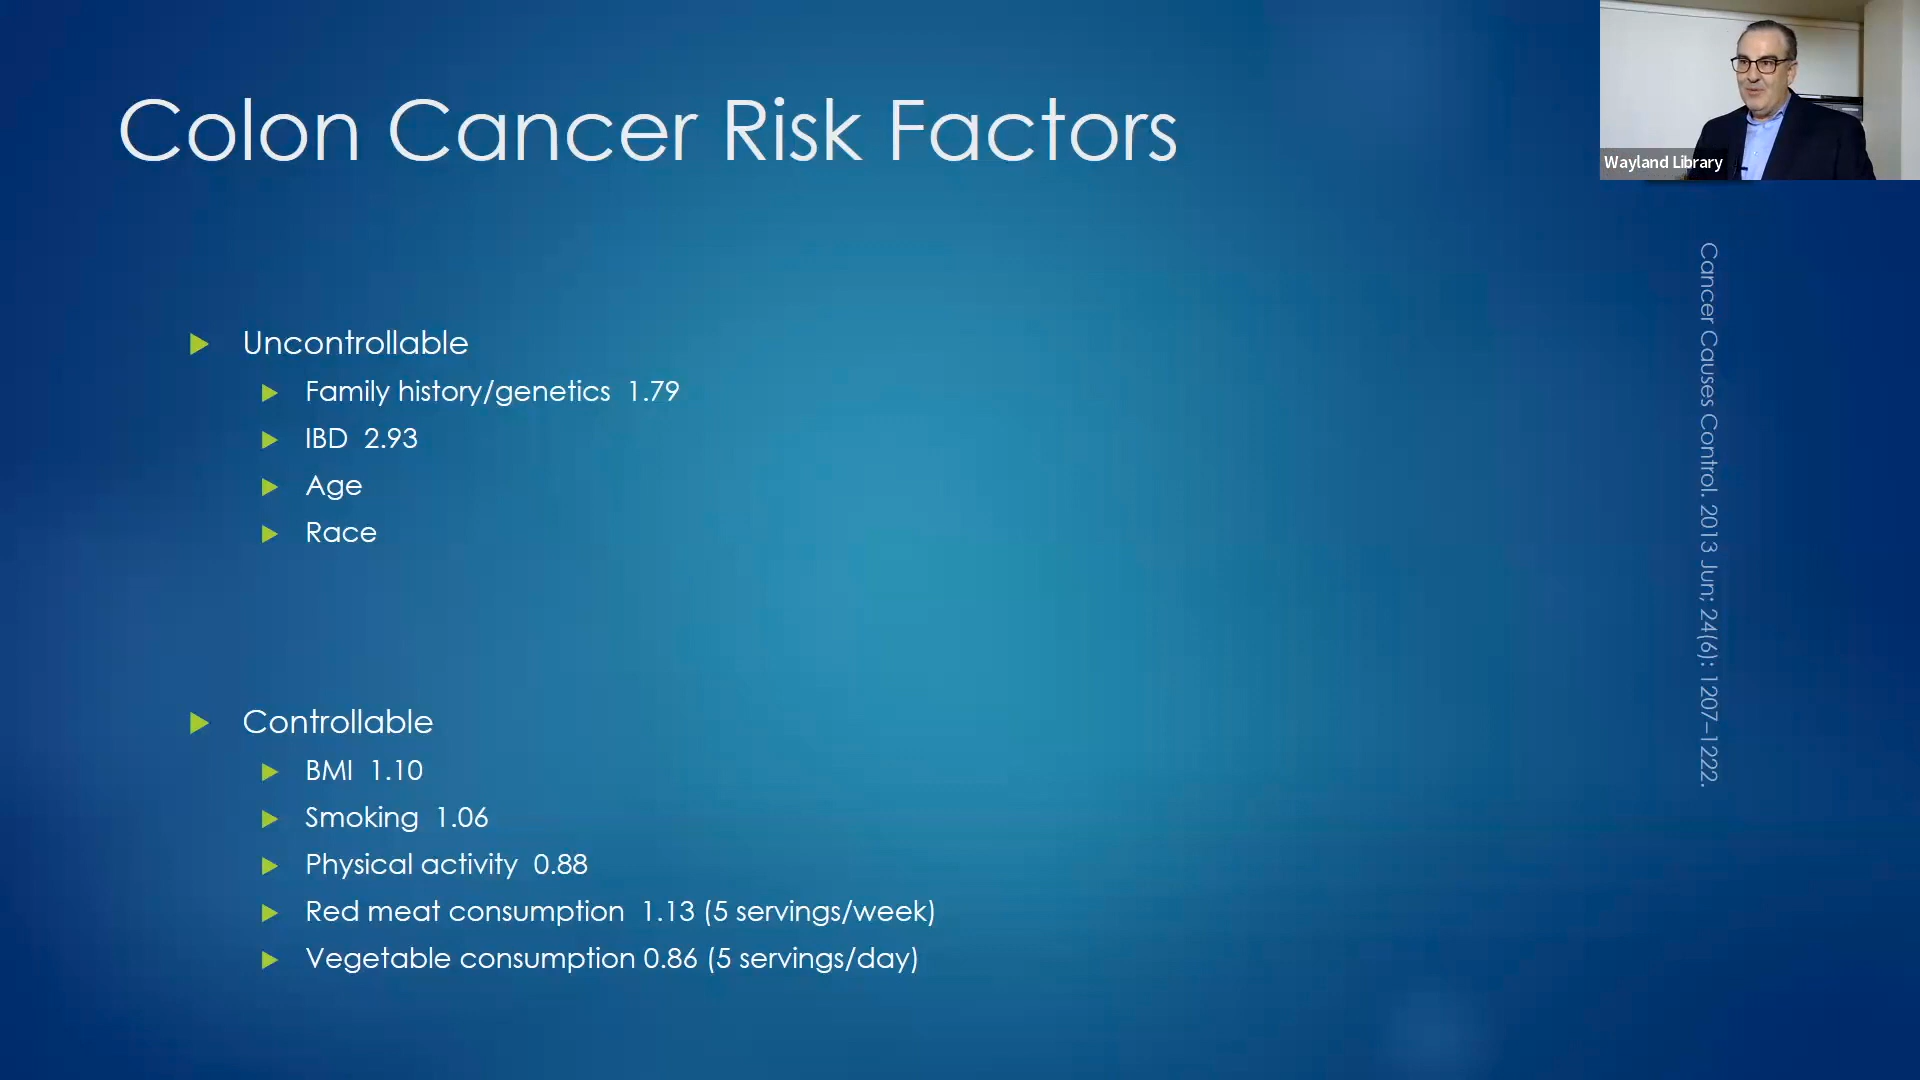 Colon Cancer Risk Factors
Wayland Library
Uncontrollable
Family history/genetics 1.79
IBD 2.93
Age
Race
Controllable
BMI 1.10
Smoking 1.06
Physical activity 0.88
Red meat consumption 1.13 (5 servings/week)
Vegetable consumption 0.86 (5 servings/day)
Cancer Causes Control. 2013 Jun; 24(6): 1207–1222.